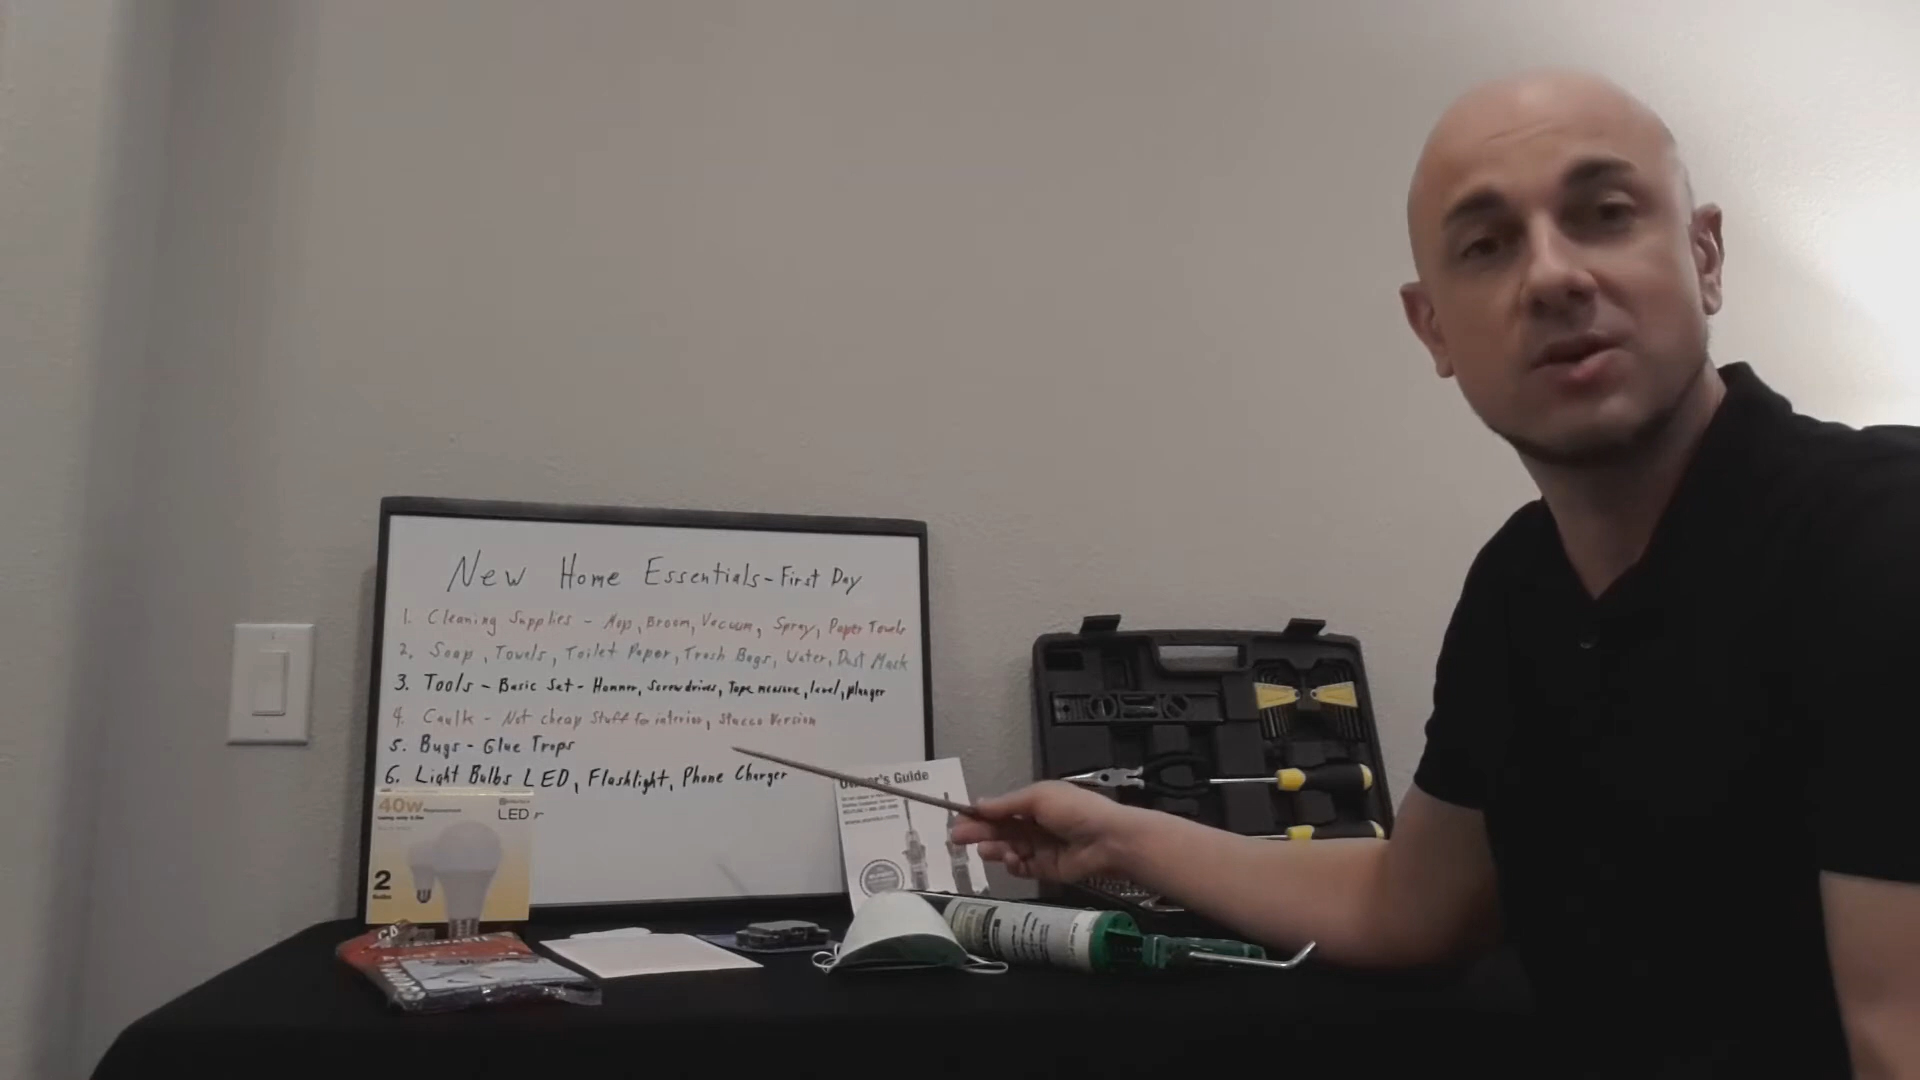 New Home Essentials - First Day
1. Cleaning Supplies - Mop, Broom, Vacuum, Spray, Paper Towels
2. Soap, Towels, Toilet Paper, Trash Bags, Water, Dust Mask
3. Tools - Basic Set - Hammer, Screwdriver, Tape measure, level, plunger
4. Caulk - Not cheap Stuff for interior, Stucco Version
5. Bugs - Glue Traps
6. Light Bulbs LED, Flashlight, Phone Charger
40w
LED
2
Bulbs
Owner's Guide